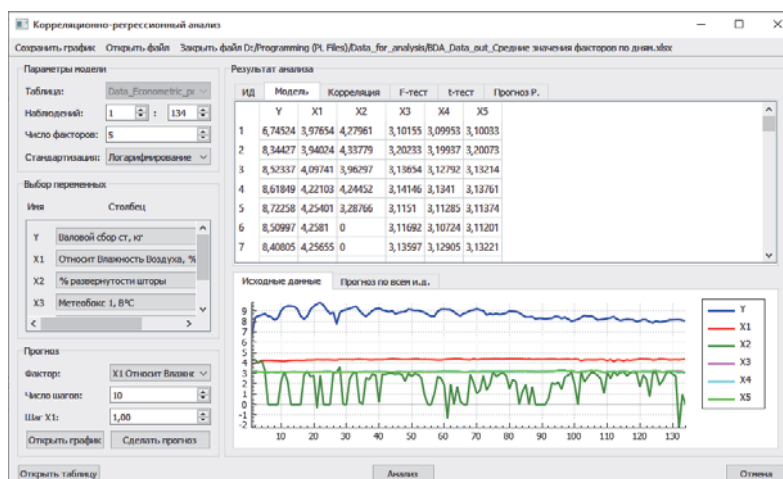 Корреляционно-регрессионный анализ
Сохранить график Открыть файл Закрыть файл D:/Programming (PL Files)/Data_for_analysis/BDA_Data_out_Средние значения факторов по дням.xlsx
Параметры модели
Таблица: Data_Econometric_pr
Наблюдений: 1 : 134
Число факторов: 5
Стандартизация: Логарифмирование
Выбор переменных
Имя Столбец
Y Валовой сбор ст, кг
X1 Относит Влажность Воздуха, %
X2 % развернутости шторы
X3 Метеобокс 1, В°C
Прогноз
Фактор: X1 Относит Влажн
Число шагов: 10
Шаг X1: 1,00
Открыть график Сделать прогноз
Результат анализа
ИД Модель Корреляция F-тест t-тест Прогноз Р.
Y X1 X2 X3 X4 X5
1 6,74524 3,97654 4,27961 3,10155 3,09953 3,10033
2 8,34427 3,94024 4,33779 3,20233 3,19937 3,20073
3 8,52337 4,09741 3,96297 3,13654 3,12792 3,13214
4 8,61849 4,22103 4,24452 3,14146 3,1341 3,13761
5 8,72258 4,25401 3,28766 3,1151 3,11285 3,11374
6 8,50997 4,2581 0 3,11692 3,10724 3,11201
7 8,40805 4,25655 0 3,13597 3,12905 3,13221
Исходные данные Прогноз по всем и.д.
9
8
7
6
5
4
3
2
1
0
-1
-2
10 20 30 40 50 60 70 80 90 100 110 120 130
Y
X1
X2
X3
X4
X5
Открыть таблицу Анализ Отмена